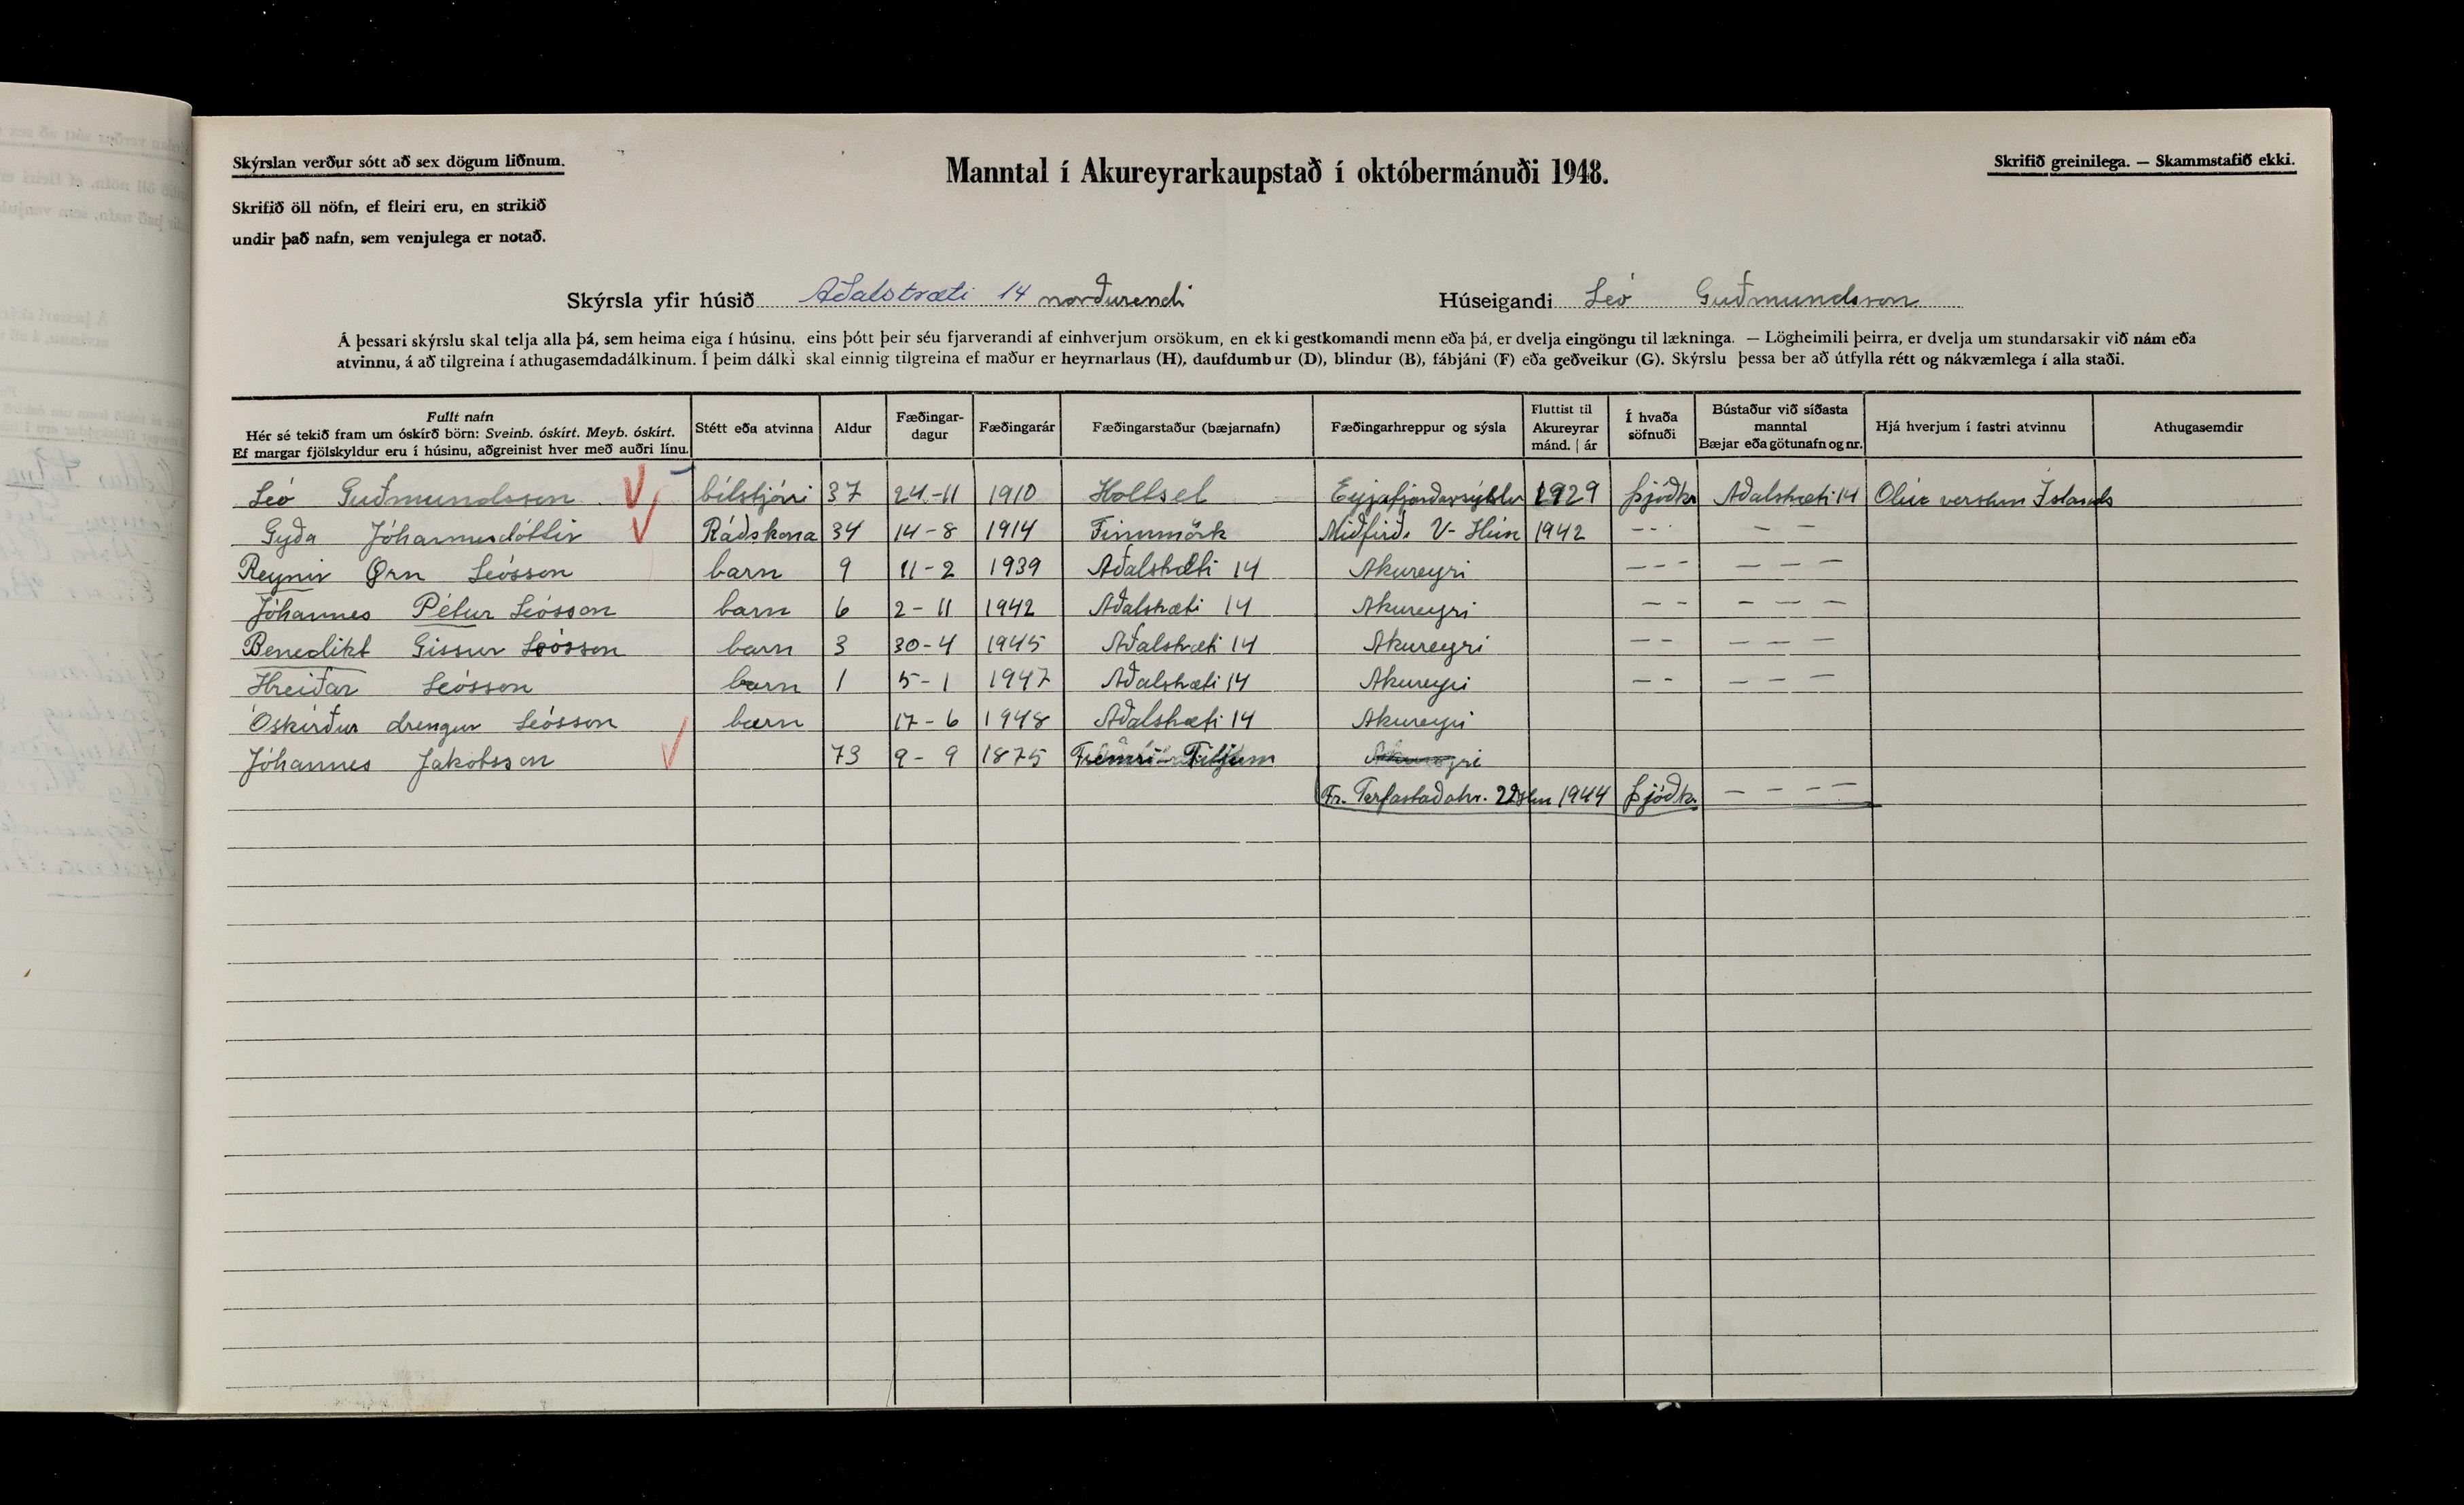 Skýrslan verður sótt að sex dögum liðnum.
Skrifið öll nöfn, ef fleiri eru, en strikið
undir það nafn, sem venjulega er notað.
Manntal í Akureyrarkaupstað í októbermánuði 1948.
Skrifið greinilega. — Skammstafið ekki.
Skýrsla yfir húsið Aðalstræti 14 norðurendi Húseigandi Leó Guðmundsson
Á þessari skýrslu skal telja alla þá, sem heima eiga í húsinu, eins þótt þeir séu fjarverandi af einhverjum orsökum, en ekki gestkomandi menn eða þá, er dvelja eingöngu til lækninga. — Lögheimili þeirra, er dvelja um stundarsakir við nám eða
atvinnu, á að tilgreina í athugasemdadálkinum. Í þeim dálki skal einnig tilgreina ef maður er heyrnarlaus (H), daufdumbur (D), blindur (B), fábjáni (F) eða geðveikur (G). Skýrslu þessa ber að útfylla rétt og nákvæmlega í alla staði.
Fullt nafn
Hér sé tekið fram um óskírð börn: Sveinb. óskírt. Meyb. óskírt.
Ef margar fjölskyldur eru í húsinu, aðgreinist hver með auðri línu.
Stétt eða atvinna
Aldur
Fæðingar-
dagur
Fæðingarár
Fæðingarstaður (bæjarnafn)
Fæðingarhreppur og sýsla
Fluttist til
Akureyrar
mánd. | ár
Í hvaða
söfnuði
Bústaður við síðasta
manntal
Bæjar eða götunafn og nr.
Hjá hverjum í fastri atvinnu
Athugasemdir
Leó Guðmundsson bílstjóri 37 24-11 1910 Holtsel Eyjafjarðarsýslu 1929 þjóðk. Aðalstræti 14 Olíuverslun Íslands
Gyða Jóhannesdóttir Ráðskona 34 14-8 1914 Finnmörk Miðfirð. V-Hún 1942 --- — —
Reynir Örn Leósson barn 9 11-2 1939 Aðalstræti 14 Akureyri --- — — —
Jóhannes Pétur Leósson barn 6 2-11 1942 Aðalstræti 14 Akureyri -- — — —
Benedikt Gissur Leósson barn 3 30-4 1945 Aðalstræti 14 Akureyri -- — — —
Hreiðar Leósson barn 1 5-1 1947 Aðalstræti 14 Akureyri -- — — —
Óskírður drengur Leósson barn 17-6 1948 Aðalstræti 14 Akureyri
Jóhannes Jakobsson 73 9-9 1875 Fremri-Fitjum Akureyri
Fr. 1944 þjóðk. — — — —